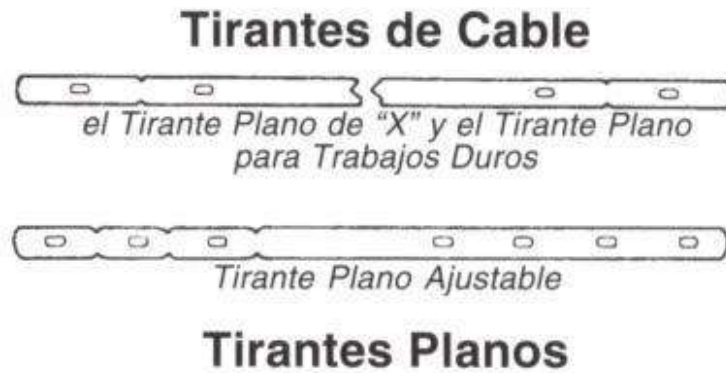 Tirantes de Cable
el Tirante Plano de “X” y el Tirante Plano
para Trabajos Duros
Tirante Plano Ajustable
Tirantes Planos